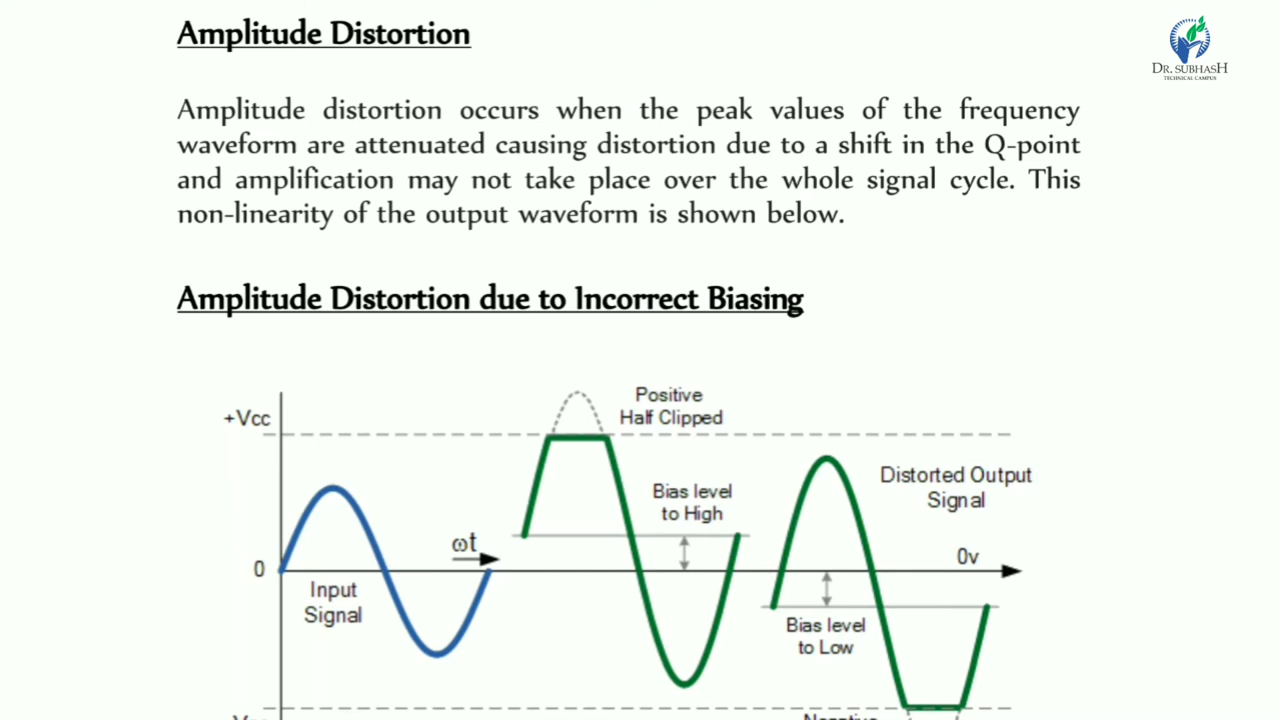 Amplitude Distortion
DR. SUBHASH
TECHNICAL CAMPUS
Amplitude distortion occurs when the peak values of the frequency
waveform are attenuated causing distortion due to a shift in the Q-point
and amplification may not take place over the whole signal cycle. This
non-linearity of the output waveform is shown below.
Amplitude Distortion due to Incorrect Biasing
+Vcc
Positive
Half Clipped
Bias level
to High
Distorted Output
Signal
ωt
0v
0
Input
Signal
Bias level
to Low
Negative